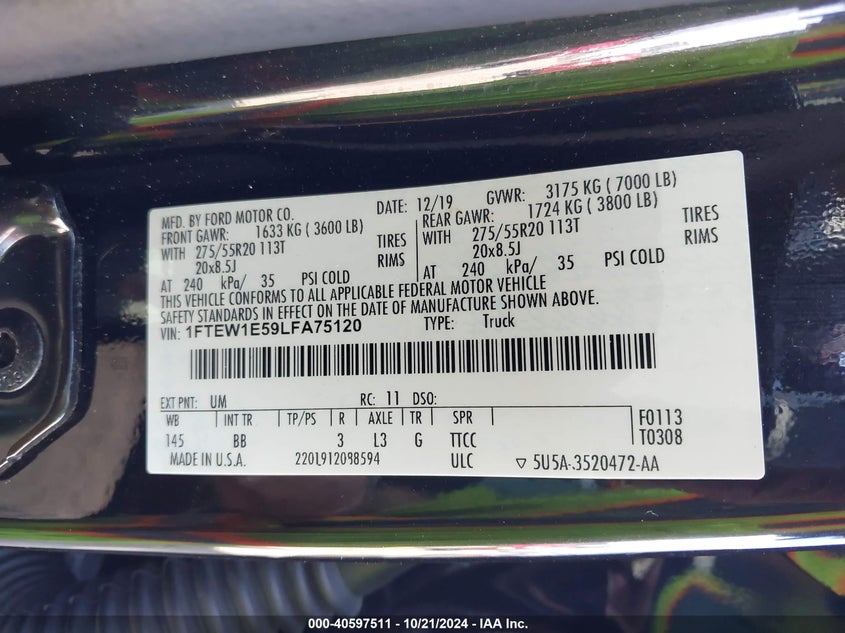 MFD. BY FORD MOTOR CO. DATE: 12/19 GVWR: 3175 KG ( 7000 LB)
FRONT GAWR: 1633 KG ( 3600 LB) REAR GAWR: 1724 KG ( 3800 LB)
WITH 275/55R20 113T TIRES WITH 275/55R20 113T TIRES
20x8.5J RIMS 20x8.5J RIMS
AT 240 kPa/ 35 PSI COLD AT 240 kPa/ 35 PSI COLD
THIS VEHICLE CONFORMS TO ALL APPLICABLE FEDERAL MOTOR VEHICLE
SAFETY STANDARDS IN EFFECT ON THE DATE OF MANUFACTURE SHOWN ABOVE.
VIN: 1FTEW1E59LFA75120 TYPE: Truck
EXT PNT: UM RC: 11 DSO:
WB INT TR TP/PS R AXLE TR SPR F0113
145 BB 3 L3 G TTCC T0308
MADE IN U.S.A. 2201912098594 ULC ▽ 5U5A-3520472-AA
000-40597511 - 10/21/2024 - IAA Inc.